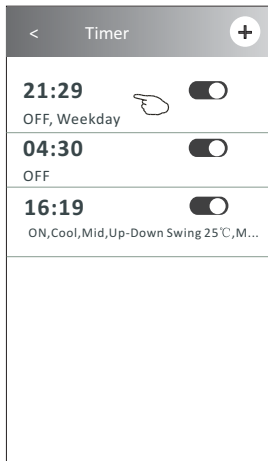 < Timer +
21:29
OFF, Weekday
04:30
OFF
16:19
ON,Cool,Mid,Up-Down Swing 25℃,M...